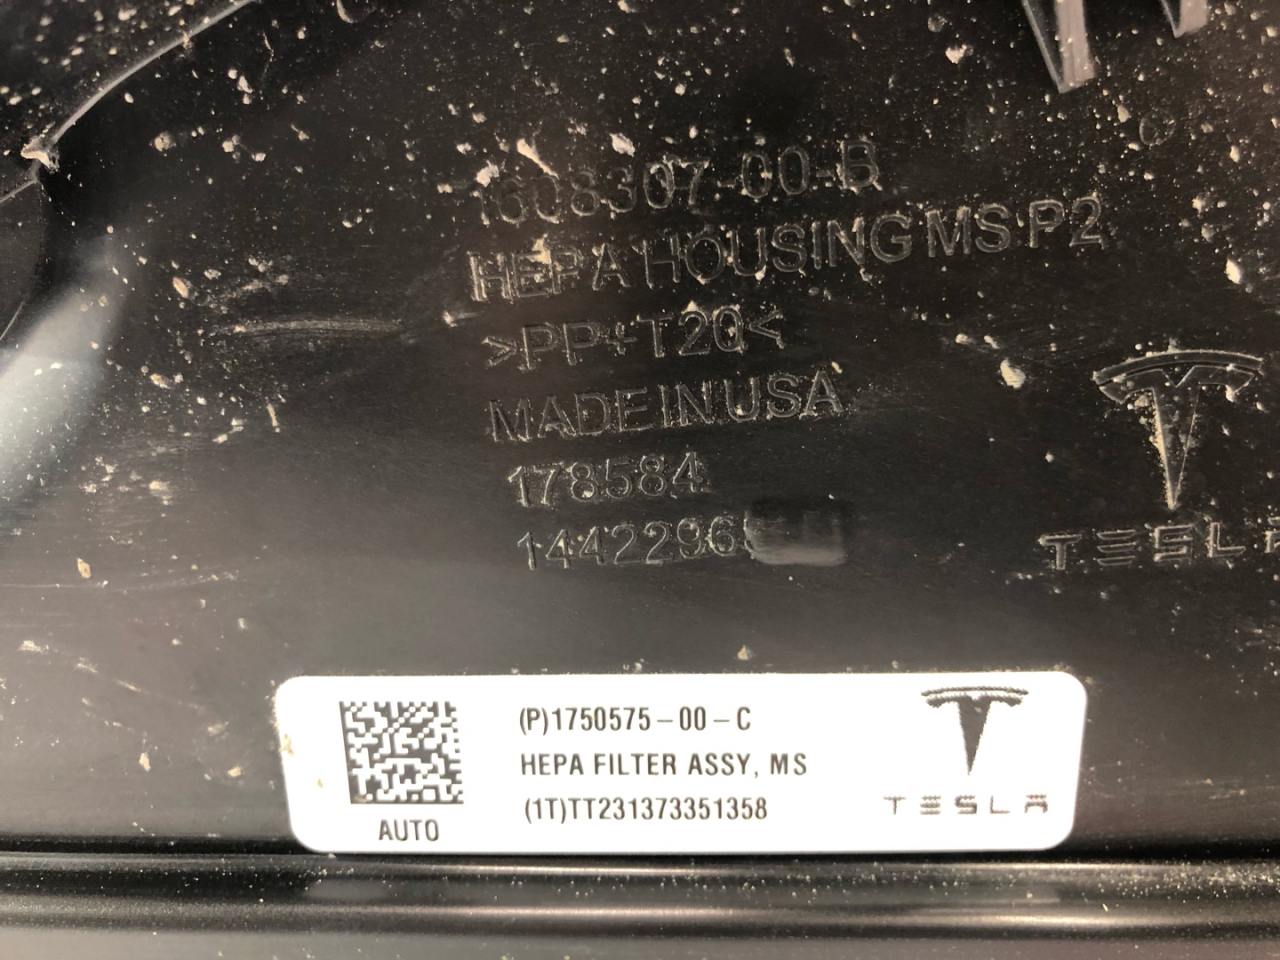 1608307-00-B
HEPA HOUSING MS P2
>PP+T20<
MADE IN USA
178584
TESLA
(P)1750575-00-C
HEPA FILTER ASSY, MS
(1T)TT231373351358
AUTO
TESLA